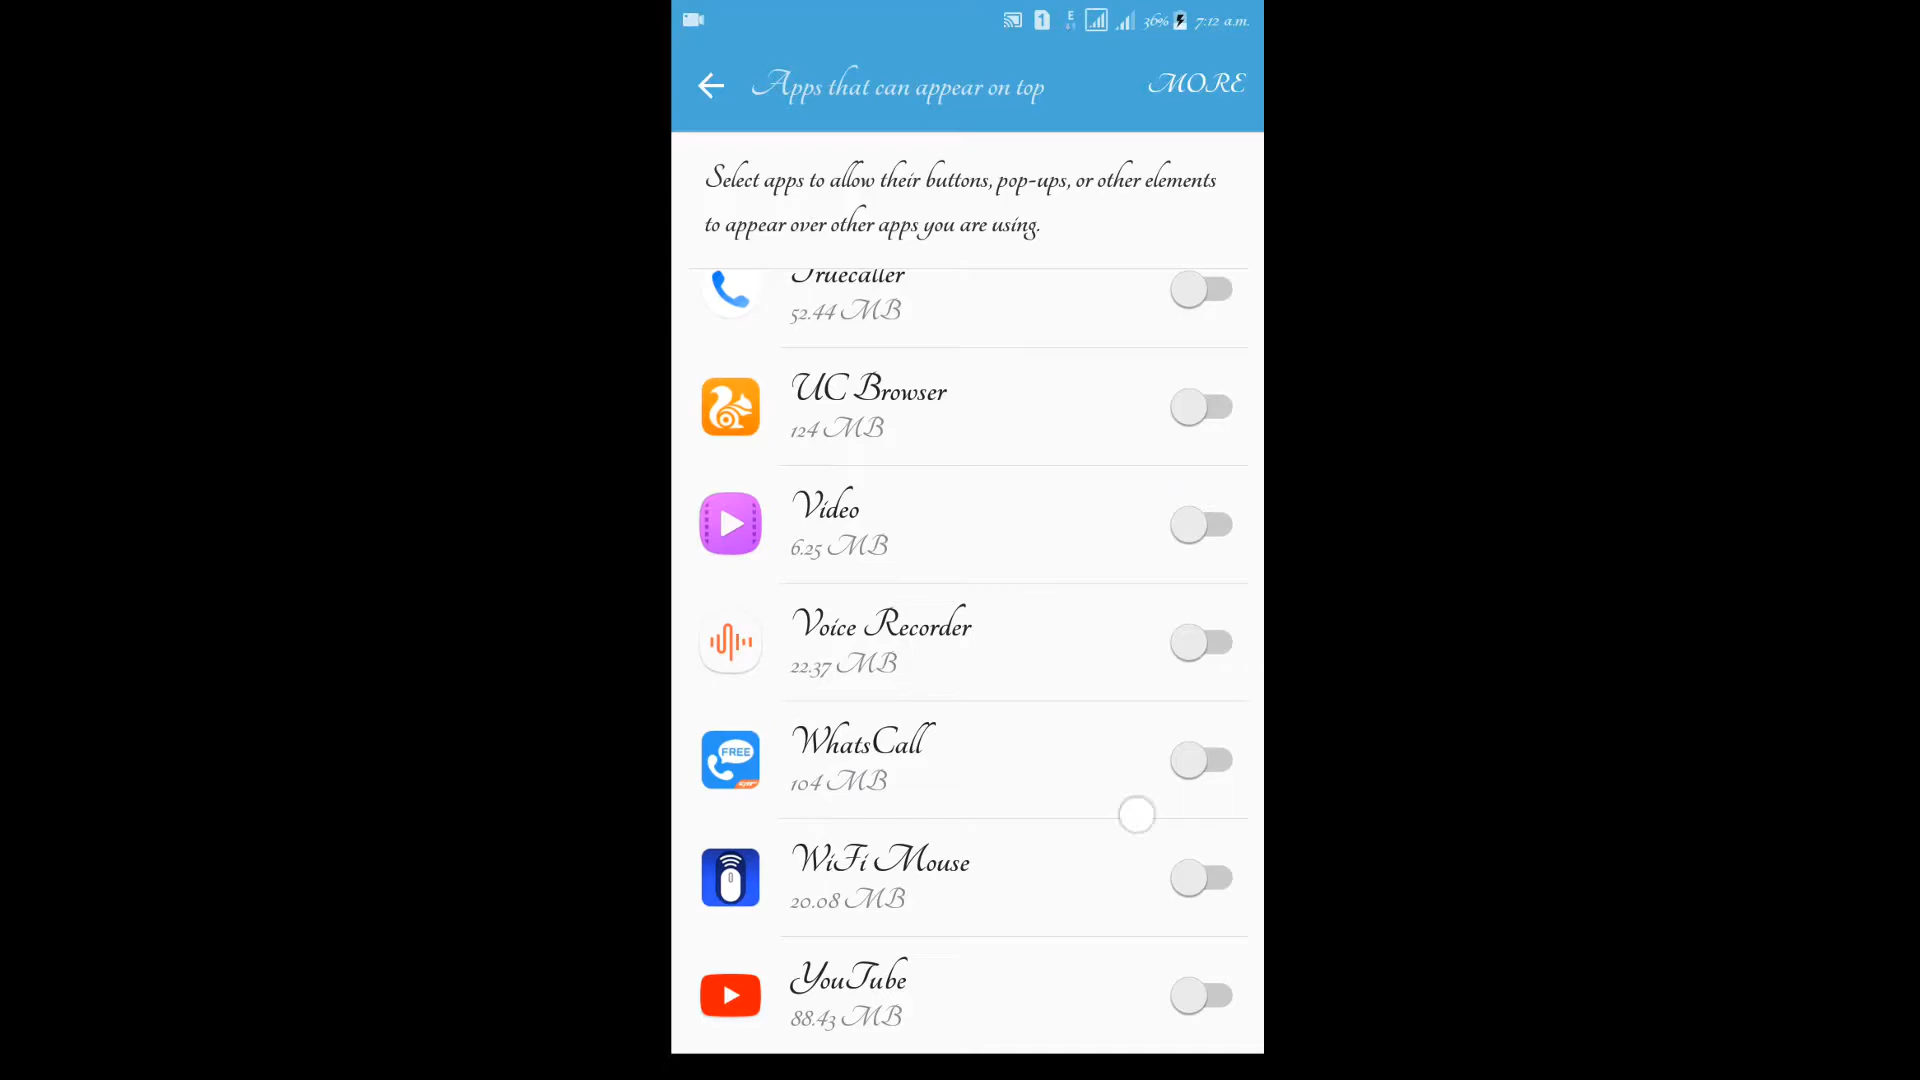 1 E 36% 7:12 a.m.
Apps that can appear on top
MORE
Select apps to allow their buttons, pop-ups, or other elements
to appear over other apps you are using.
Truecaller
52.44 MB
UC Browser
124 MB
Video
6.25 MB
Voice Recorder
22.37 MB
FREE
WhatsCall
104 MB
WiFi Mouse
20.08 MB
YouTube
88.43 MB